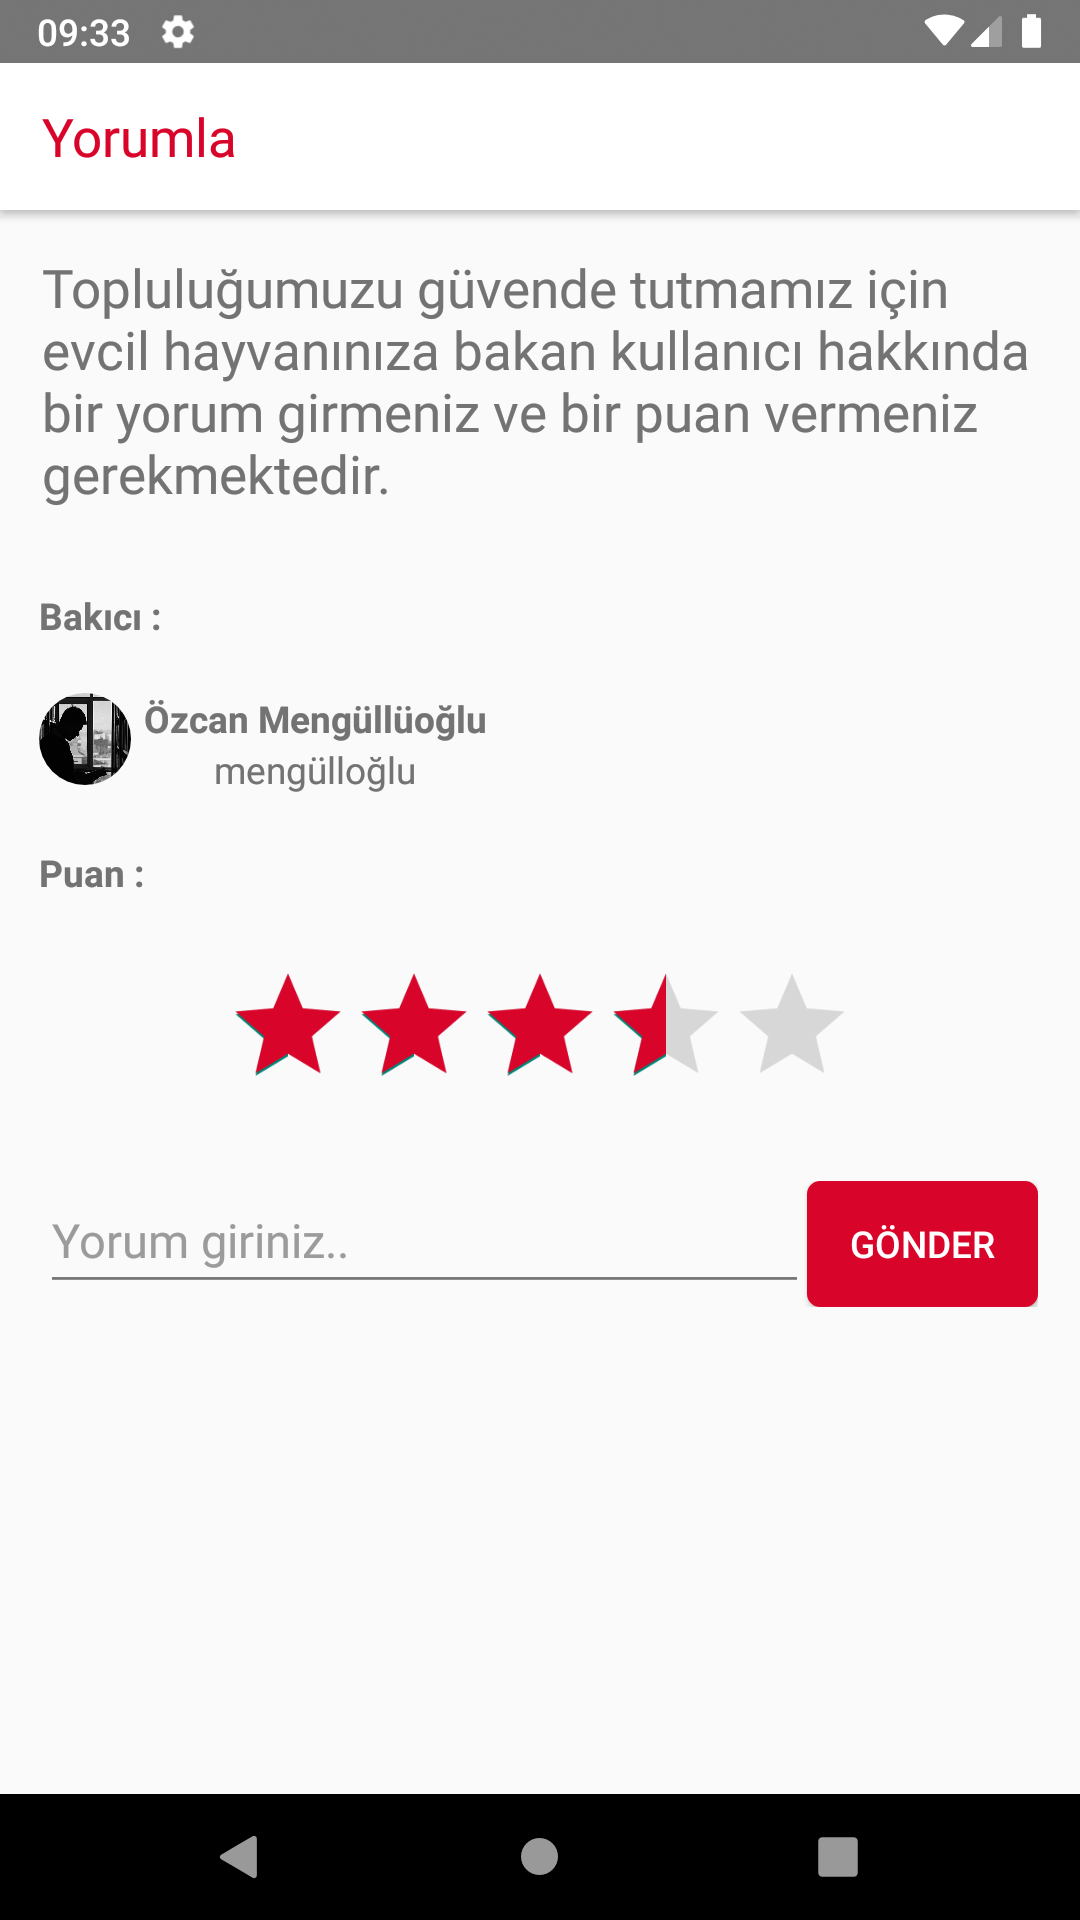 09:33
Yorumla
Topluluğumuzu güvende tutmamız için
evcil hayvanınıza bakan kullanıcı hakkında
bir yorum girmeniz ve bir puan vermeniz
gerekmektedir.
Bakıcı :
Özcan Mengüllüoğlu
mengülloğlu
Puan :
Yorum giriniz..
GÖNDER